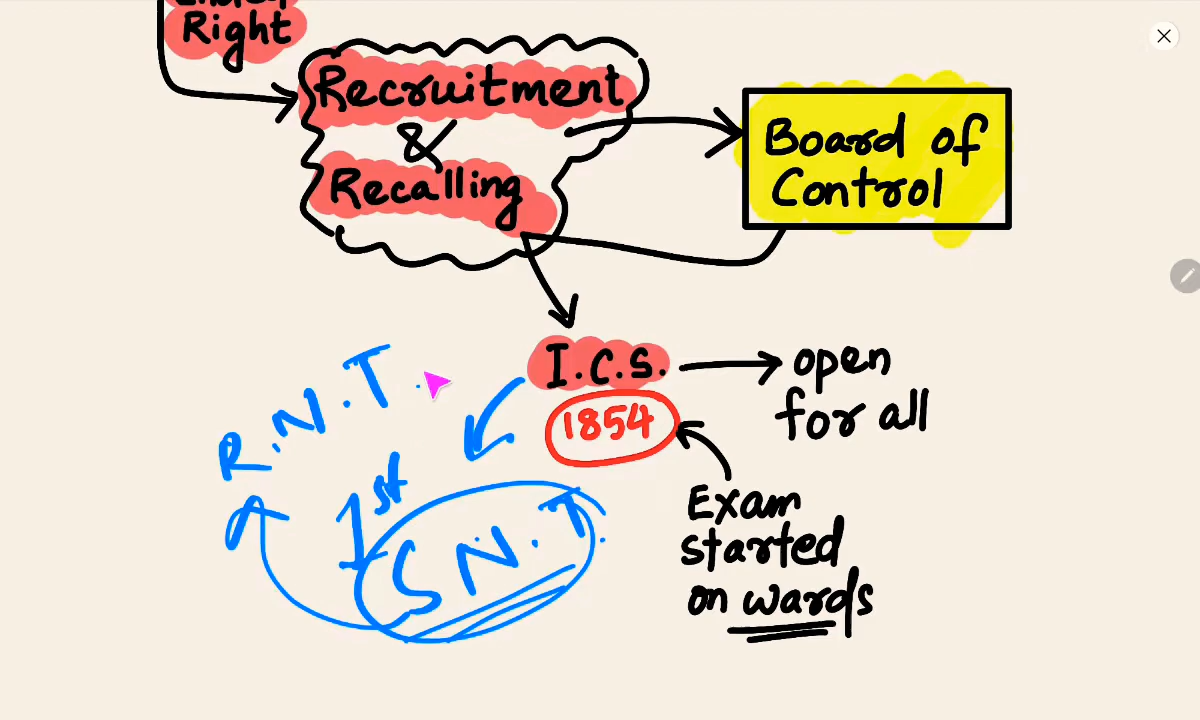 Right
Recruitment
&
Recalling
Board of
Control
I.C.S.
1854
open
for all
Exam
started
on wards
R.N.T.
1st
S N.T.